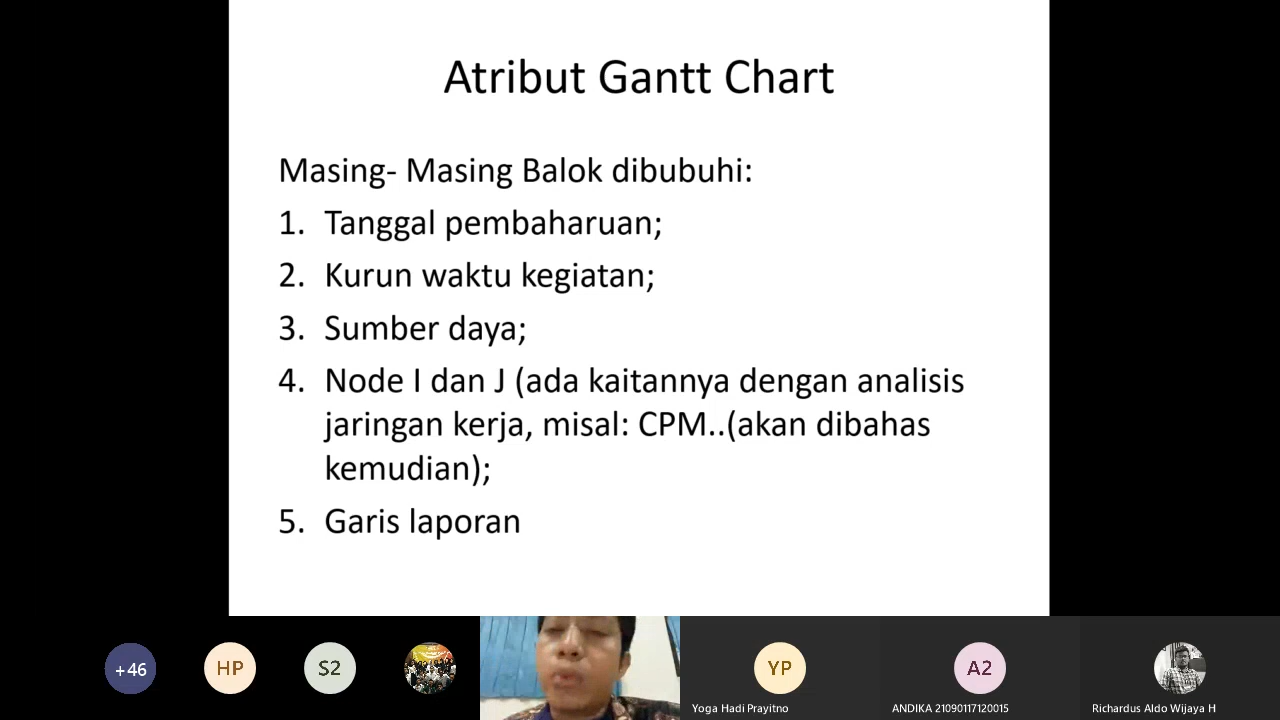 Atribut Gantt Chart
Masing- Masing Balok dibubuhi:
1. Tanggal pembaharuan;
2. Kurun waktu kegiatan;
3. Sumber daya;
4. Node I dan J (ada kaitannya dengan analisis
jaringan kerja, misal: CPM..(akan dibahas
kemudian);
5. Garis laporan
+46
HP
S2
YP
A2
Yoga Hadi Prayitno
ANDIKA 21090117120015
Richardus Aldo Wijaya H